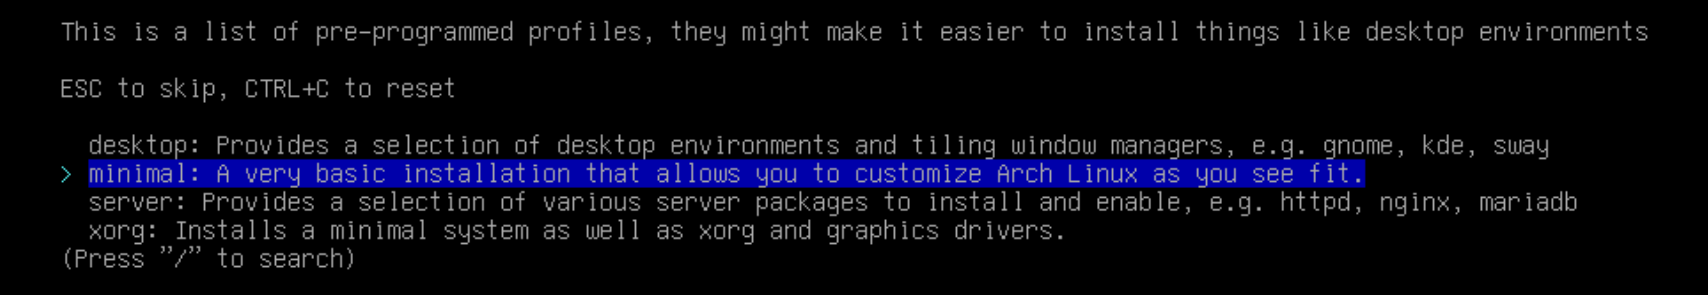 This is a list of pre-programmed profiles, they might make it easier to install things like desktop environments
ESC to skip, CTRL+C to reset
desktop: Provides a selection of desktop environments and tiling window managers, e.g. gnome, kde, sway
> minimal: A very basic installation that allows you to customize Arch Linux as you see fit.
server: Provides a selection of various server packages to install and enable, e.g. httpd, nginx, mariadb
xorg: Installs a minimal system as well as xorg and graphics drivers.
(Press "/" to search)